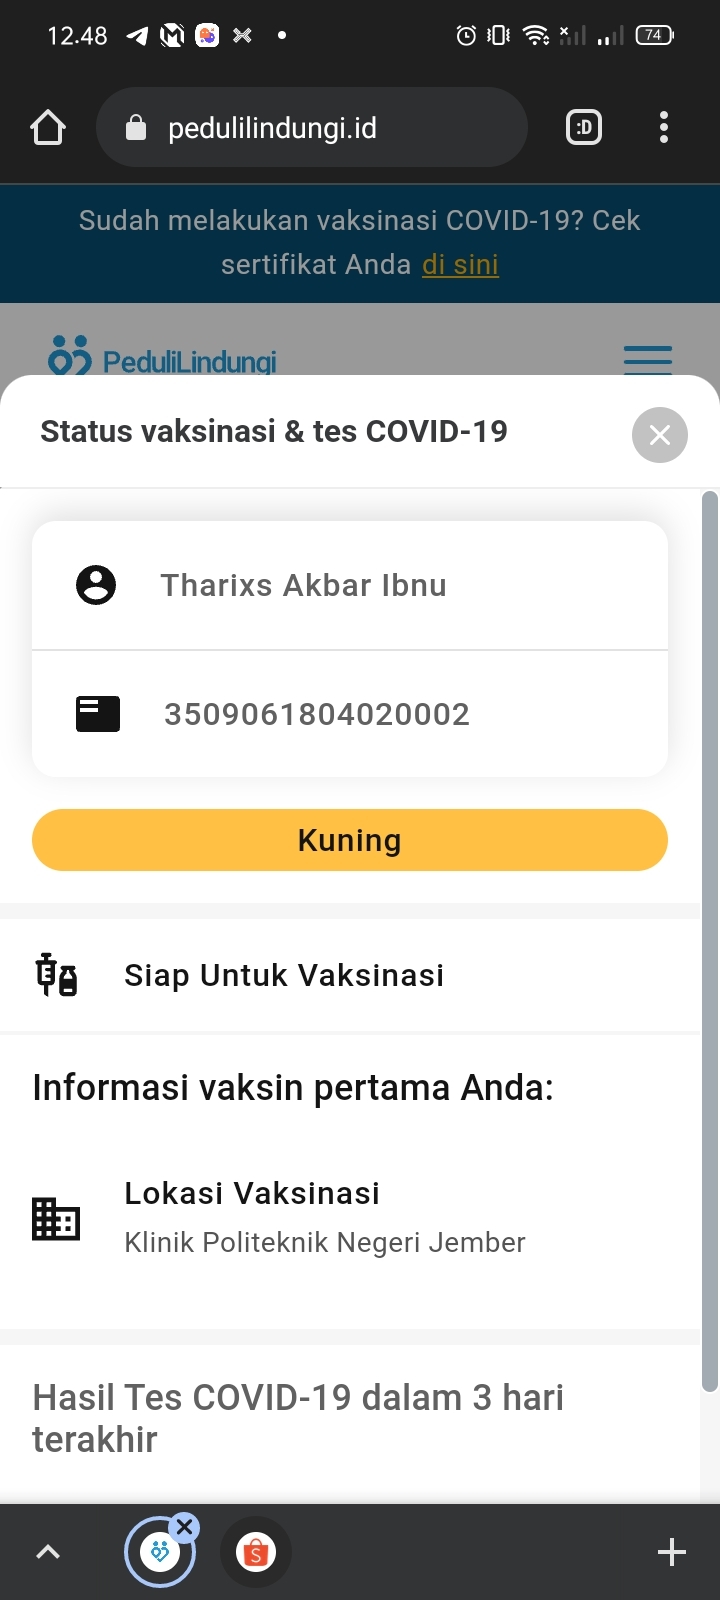 12.48
74
pedulilindungi.id
:D
Sudah melakukan vaksinasi COVID-19? Cek
sertifikat Anda di sini
PeduliLindungi
Status vaksinasi & tes COVID-19
Tharixs Akbar Ibnu
3509061804020002
Kuning
Siap Untuk Vaksinasi
Informasi vaksin pertama Anda:
Lokasi Vaksinasi
Klinik Politeknik Negeri Jember
Hasil Tes COVID-19 dalam 3 hari
terakhir